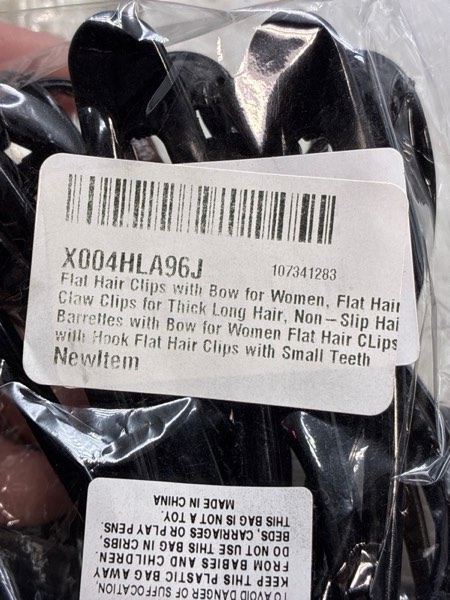 X004HLA96J
107341283
Flat Hair Clips with Bow for Women, Flat Hair
Claw Clips for Thick Long Hair, Non-Slip Hai
Barrettes with Bow for Women Flat Hair CLips
with Hook Flat Hair Clips with Small Teeth
NewItem
TO AVOID DANGER OF SUFFOCATION,
KEEP THIS PLASTIC BAG AWAY
FROM BABIES AND CHILDREN.
DO NOT USE THIS BAG IN CRIBS,
BEDS, CARRIAGES OR PLAY PENS.
THIS BAG IS NOT A TOY.
MADE IN CHINA